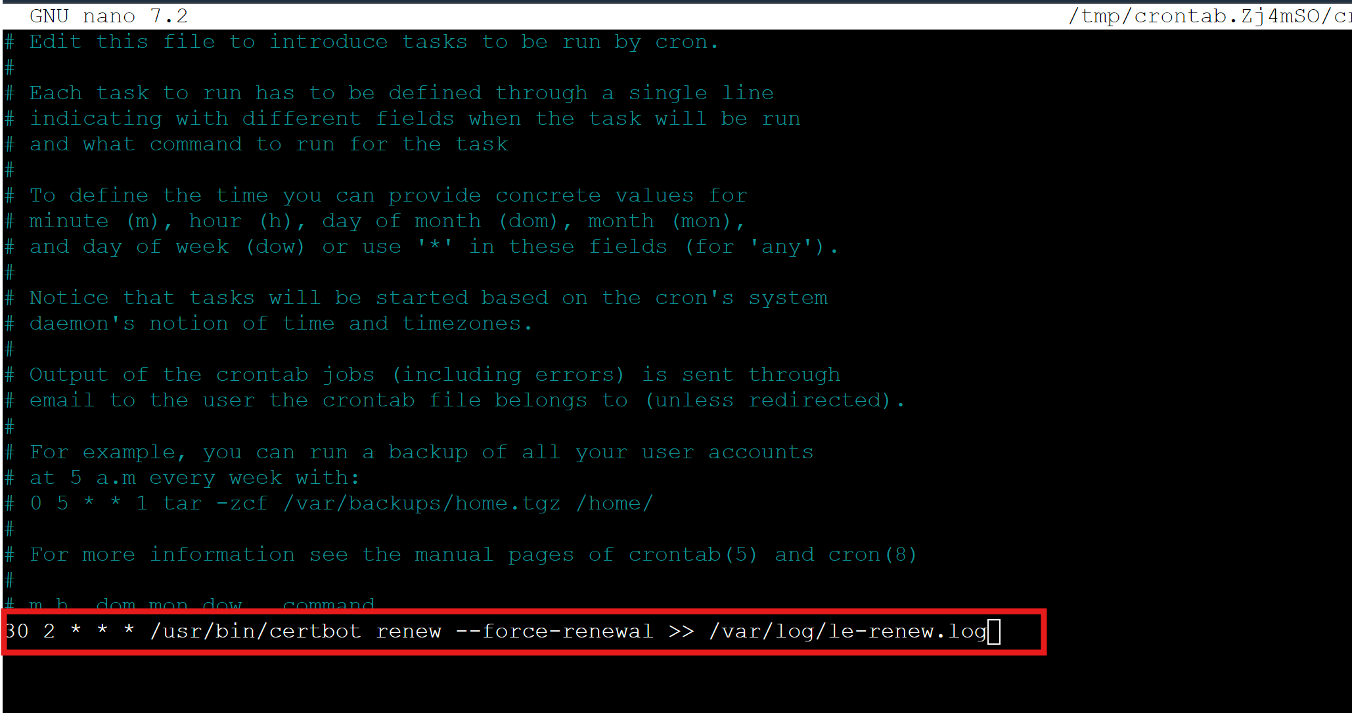 GNU nano 7.2 /tmp/crontab.Zj4mSO/cr
# Edit this file to introduce tasks to be run by cron.
#
# Each task to run has to be defined through a single line
# indicating with different fields when the task will be run
# and what command to run for the task
#
# To define the time you can provide concrete values for
# minute (m), hour (h), day of month (dom), month (mon),
# and day of week (dow) or use '*' in these fields (for 'any').
#
# Notice that tasks will be started based on the cron's system
# daemon's notion of time and timezones.
#
# Output of the crontab jobs (including errors) is sent through
# email to the user the crontab file belongs to (unless redirected).
#
# For example, you can run a backup of all your user accounts
# at 5 a.m every week with:
# 0 5 * * 1 tar -zcf /var/backups/home.tgz /home/
#
# For more information see the manual pages of crontab(5) and cron(8)
#
# m h  dom mon dow   command
30 2 * * * /usr/bin/certbot renew --force-renewal >> /var/log/le-renew.log